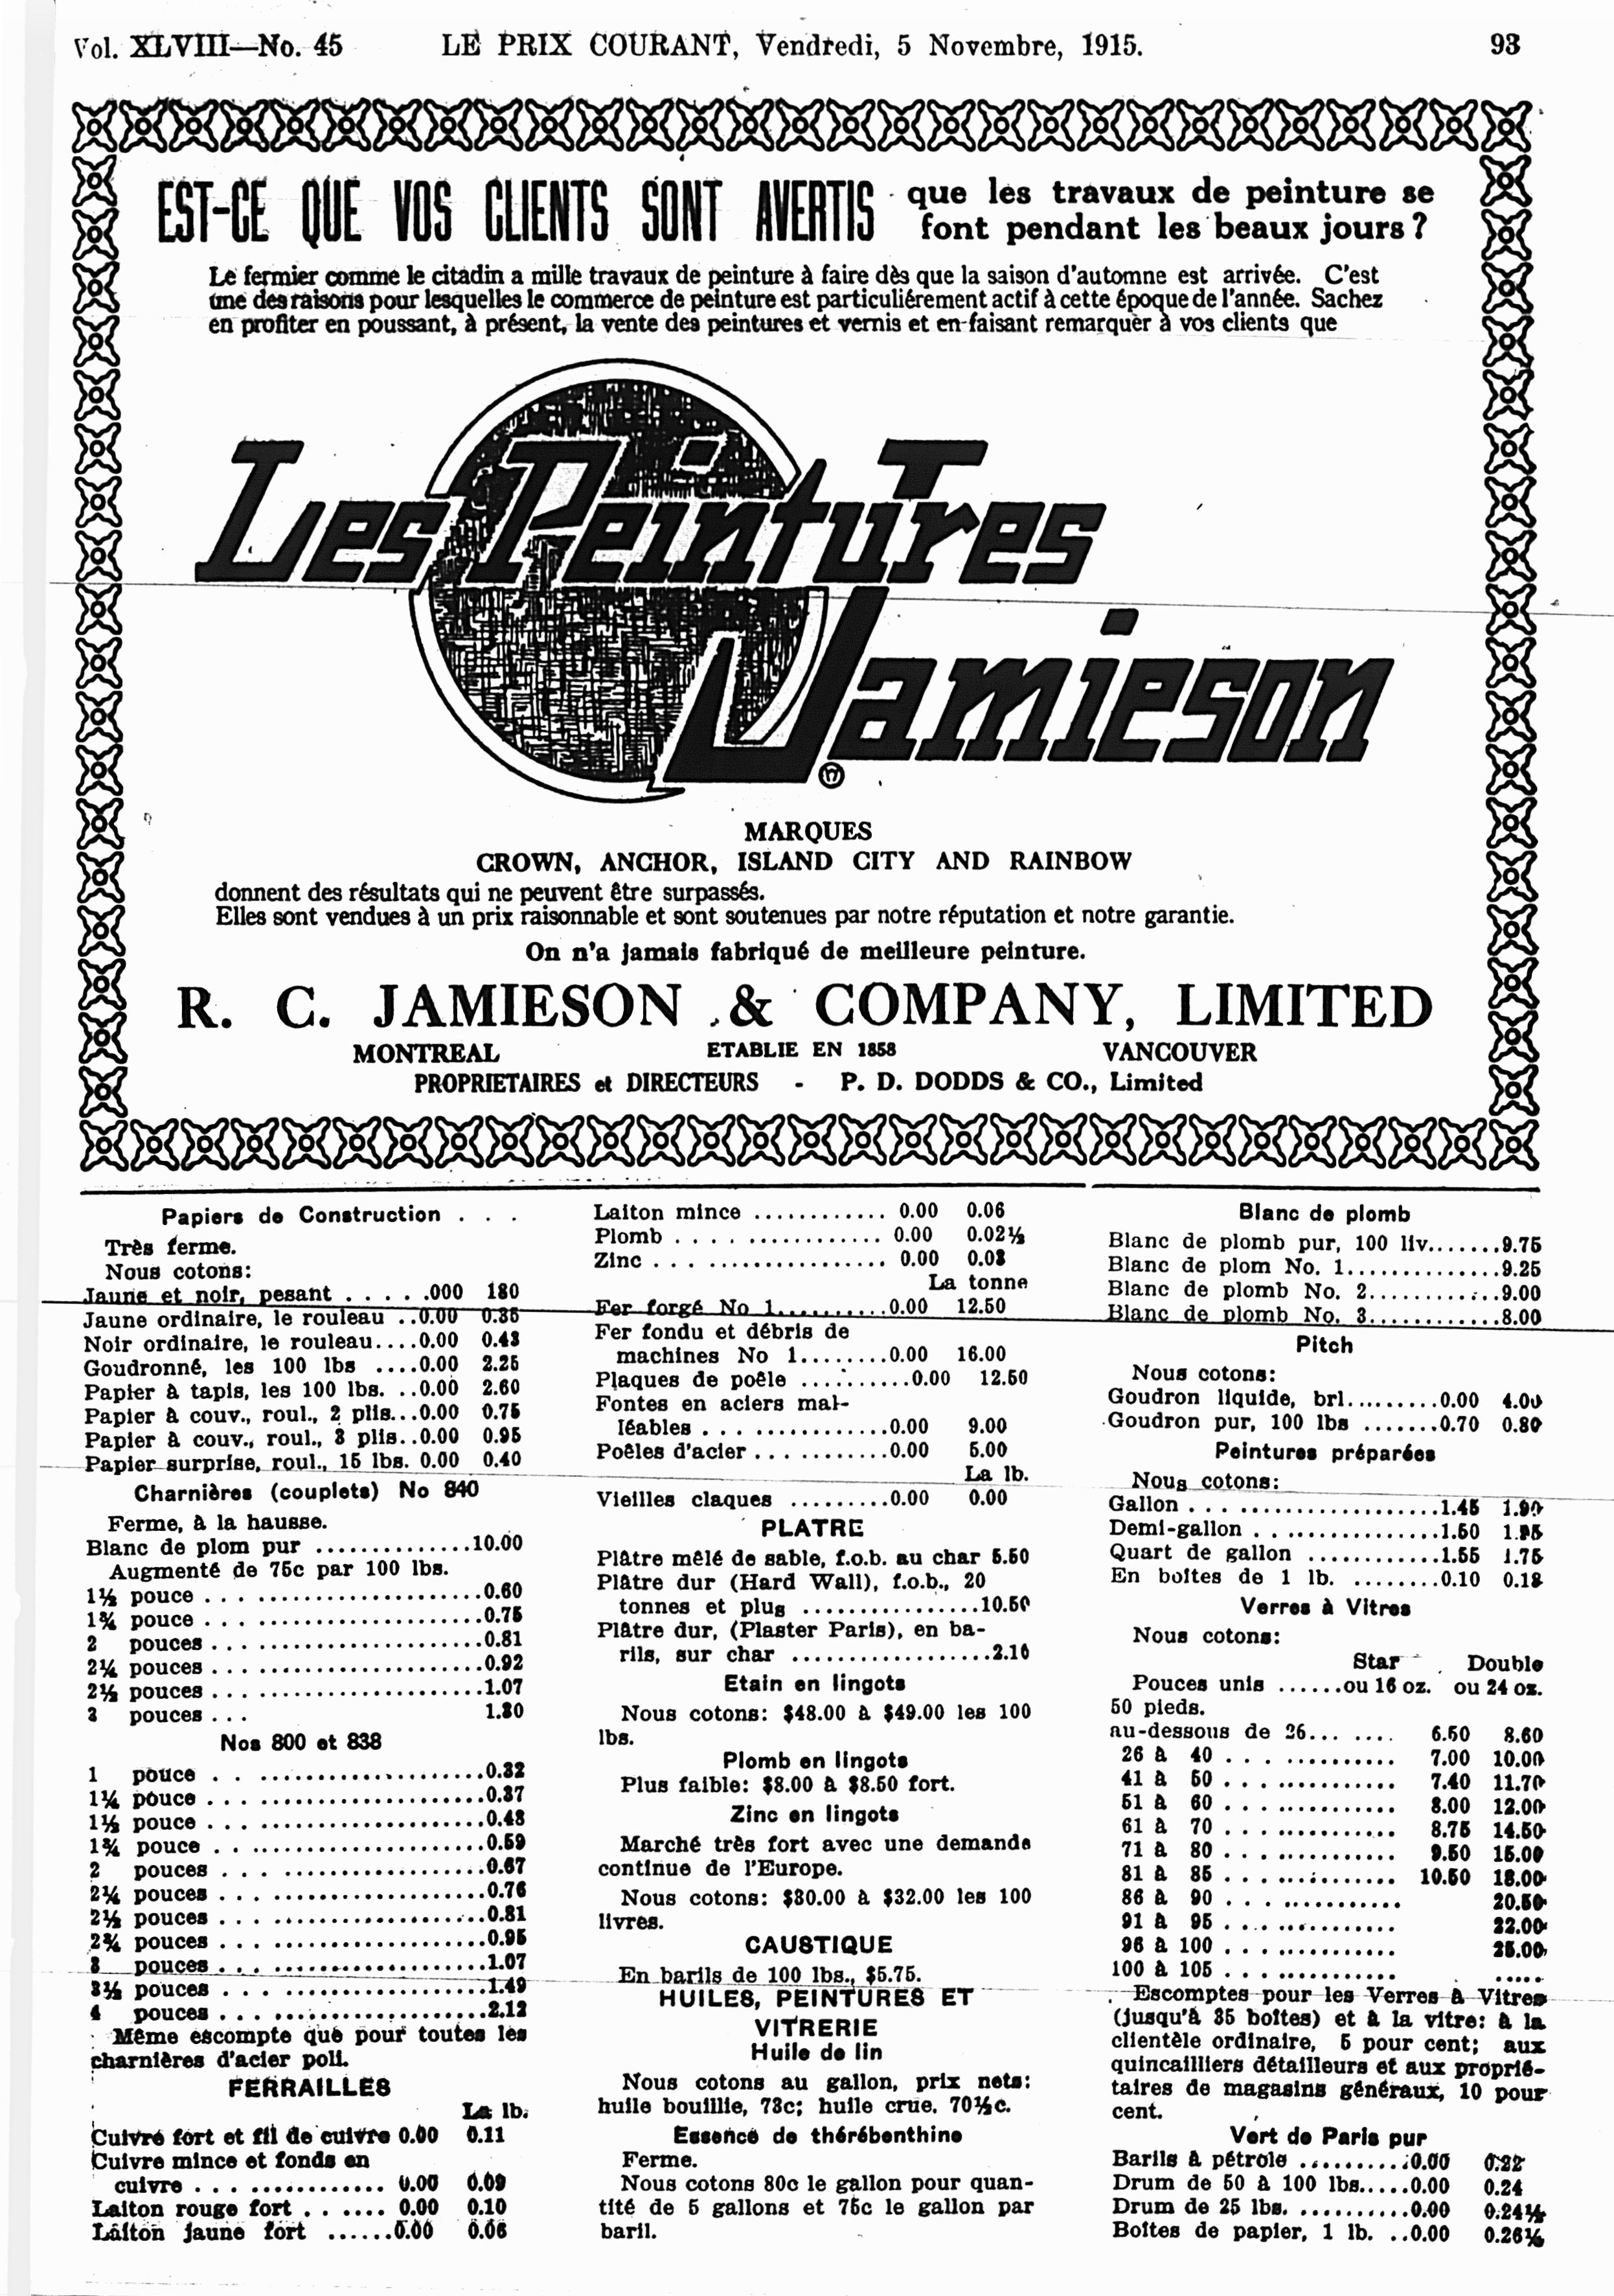 Vol. XLVIII—No. 45 LE PRIX COURANT, Vendredi, 5 Novembre, 1915. 93
EST-CE QUE VOS CLIENTS SONT AVERTIS que les travaux de peinture se
font pendant les beaux jours?
Le fermier comme le citadin a mille travaux de peinture à faire dès que la saison d'automne est arrivée. C'est
une des raisons pour lesquelles le commerce de peinture est particuliérement actif à cette époque de l'année. Sachez
en profiter en poussant, à présent, la vente des peintures et vernis et en faisant remarquer à vos clients que
Les Peintures
Jamieson
MARQUES
CROWN, ANCHOR, ISLAND CITY AND RAINBOW
donnent des résultats qui ne peuvent être surpassés.
Elles sont vendues à un prix raisonnable et sont soutenues par notre réputation et notre garantie.
On n'a jamais fabriqué de meilleure peinture.
R. C. JAMIESON & COMPANY, LIMITED
MONTREAL ETABLIE EN 1858 VANCOUVER
PROPRIETAIRES et DIRECTEURS - P. D. DODDS & CO., Limited
Papiers de Construction . . .
Très ferme.
Nous cotons:
Jaune et noir, pesant . . . . .000 180
Jaune ordinaire, le rouleau ..0.00 0.35
Noir ordinaire, le rouleau....0.00 0.43
Goudronné, les 100 lbs ....0.00 2.25
Papier à tapis, les 100 lbs. ..0.00 2.60
Papier à couv., roul., 2 plis...0.00 0.75
Papier à couv., roul., 3 plis..0.00 0.95
Papier surprise, roul., 15 lbs. 0.00 0.40
Charnières (couplets) No 840
Ferme, à la hausse.
Blanc de plom pur ..............10.00
Augmenté de 75c par 100 lbs.
1½ pouce . . ....................0.60
1¾ pouce . . ....................0.75
2 pouces . . ....................0.81
2¼ pouces . . ...................0.92
2½ pouces . . ...................1.07
3 pouces . . . 1.30
Nos 800 et 838
1 pouce . . ....................0.32
1¼ pouce . . ....................0.37
1½ pouce . . ....................0.48
1¾ pouce . . ....................0.59
2 pouces . . ...................0.67
2¼ pouces . . ...................0.76
2½ pouces . . ...................0.81
2¾ pouces . . ...................0.95
3 pouces . . ...................1.07
3½ pouces . . ...................1.49
4 pouces . . ...................2.12
Même escompte que pour toutes les
charnières d'acier poli.
FERRAILLES
La lb.
Cuivre fort et fil de cuivre 0.00 0.11
Cuivre mince et fonds en
cuivre . . . ............. 0.00 0.09
Laiton rouge fort . . ..... 0.00 0.10
Laiton jaune fort ......0.00 0.06
Laiton mince ............ 0.00 0.06
Plomb . . . . ............. 0.00 0.02½
Zinc . . . ................ 0.00 0.08
La tonne
Fer forgé No 1..........0.00 12.50
Fer fondu et débris de
machines No 1........0.00 16.00
Plaques de poêle ..........0.00 12.50
Fontes en aciers mal-
léables . . . .............0.00 9.00
Poêles d'acier ............0.00 5.00
La lb.
Vieilles claques .........0.00 0.00
PLATRE
Plâtre mêlé de sable, f.o.b. au char 5.50
Plâtre dur (Hard Wall), f.o.b., 20
tonnes et plus ................10.50
Plâtre dur, (Plaster Paris), en ba-
rils, sur char ..................2.10
Etain en lingots
Nous cotons: $48.00 à $49.00 les 100
lbs.
Plomb en lingots
Plus faible: $8.00 à $8.50 fort.
Zinc en lingots
Marché très fort avec une demande
continue de l'Europe.
Nous cotons: $30.00 à $32.00 les 100
livres.
CAUSTIQUE
En barils de 100 lbs., $5.75.
HUILES, PEINTURES ET
VITRERIE
Huile de lin
Nous cotons au gallon, prix nets:
huile bouillie, 73c; huile crue, 70½c.
Essence de thérébenthine
Ferme.
Nous cotons 80c le gallon pour quan-
tité de 5 gallons et 75c le gallon par
baril.
Blanc de plomb
Blanc de plomb pur, 100 liv.......9.75
Blanc de plom No. 1...............9.25
Blanc de plomb No. 2.............9.00
Blanc de plomb No. 3.............8.00
Pitch
Nous cotons:
Goudron liquide, brl.........0.00 4.00
Goudron pur, 100 lbs .......0.70 0.80
Peintures préparées
Nous cotons:
Gallon . . . ....................1.45 1.90
Demi-gallon . . ................1.50 1.95
Quart de gallon .............1.55 1.75
En boîtes de 1 lb. ........0.10 0.18
Verres à Vitres
Nous cotons:
Star Double
Pouces unis ......ou 16 oz. ou 24 oz.
50 pieds.
au-dessous de 26... .... 6.50 8.60
26 à 40 . . . ........... 7.00 10.00
41 à 50 . . . ........... 7.40 11.70
51 à 60 . . . ........... 8.00 12.00
61 à 70 . . . ........... 8.75 14.50
71 à 80 . . . ........... 9.50 15.00
81 à 85 . . . ........... 10.50 18.00
86 à 90 . . . ........... 20.50
91 à 95 . . . ........... 22.00
96 à 100 . . . ........... 25.00
100 à 105 . . . ........... .....
Escomptes pour les Verres à Vitres
(jusqu'à 35 boîtes) et à la vitre: à la
clientèle ordinaire, 5 pour cent; aux
quincailliers détailleurs et aux proprié-
taires de magasins généraux, 10 pour
cent.
Vert de Paris pur
Barils à pétrole ..........0.00 0.22
Drum de 50 à 100 lbs.....0.00 0.24
Drum de 25 lbs. ..........0.00 0.24½
Boîtes de papier, 1 lb. ..0.00 0.26½